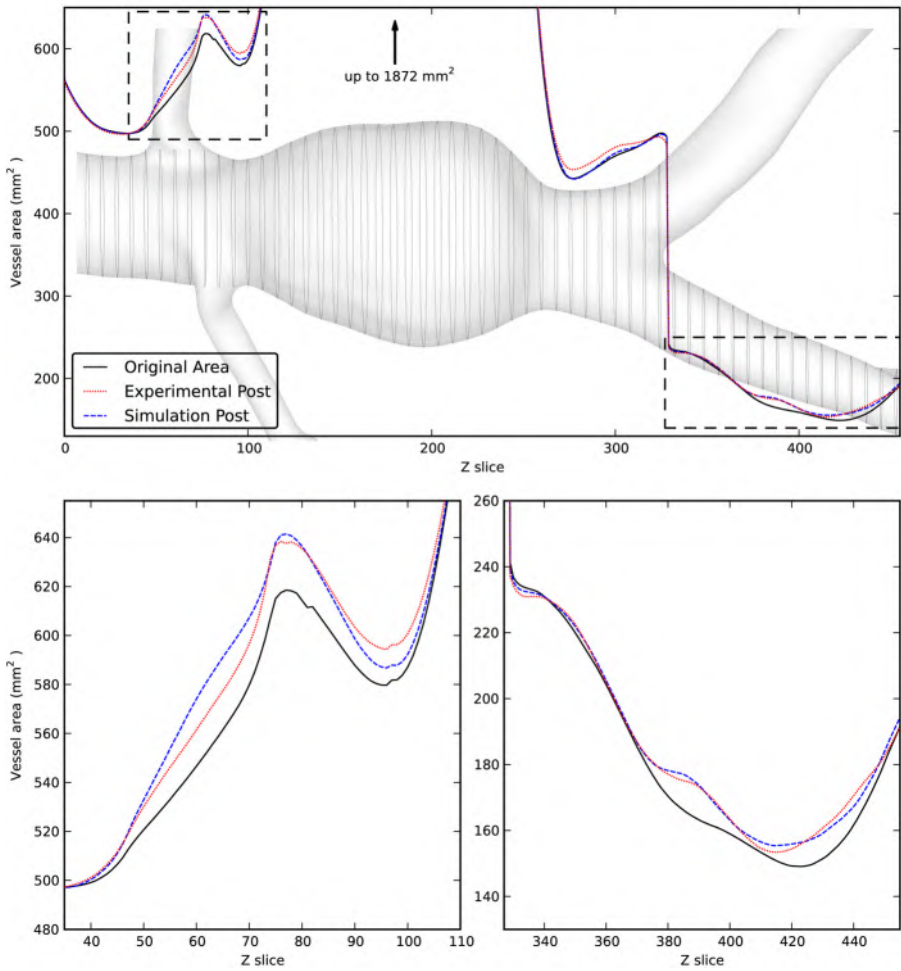 600
500
400
300
200
Vessel area (mm²)
up to 1872 mm²
Original Area
Experimental Post
Simulation Post
0 100 200 300 400
Z slice
640
620
600
580
560
540
520
500
480
Vessel area (mm²)
40 50 60 70 80 90 100 110
Z slice
260
240
220
200
180
160
140
340 360 380 400 420 440
Z slice